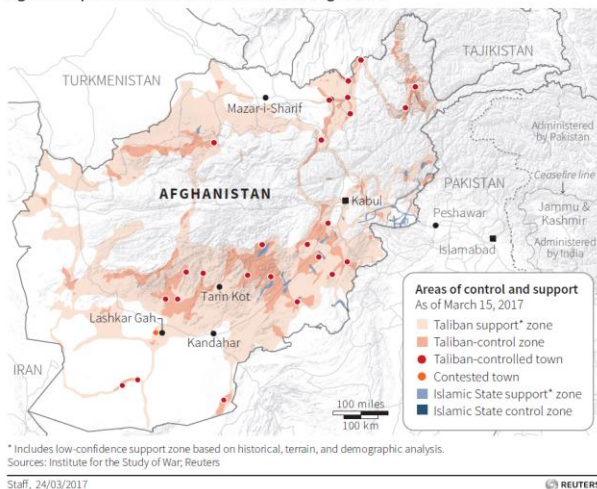 TAJIKISTAN
TURKMENISTAN
Mazar-i-Sharif
Administered
by Pakistan
Ceasefire line
AFGHANISTAN
PAKISTAN
Kabul
Peshawar
Jammu &
Kashmir
Islamabad
Administered
by India
Tarin Kot
Lashkar Gah
Kandahar
IRAN
100 miles
100 km
Areas of control and support
As of March 15, 2017
Taliban support* zone
Taliban-control zone
Taliban-controlled town
Contested town
Islamic State support* zone
Islamic State control zone
* Includes low-confidence support zone based on historical, terrain, and demographic analysis.
Sources: Institute for the Study of War; Reuters
Staff, 24/03/2017
REUTERS